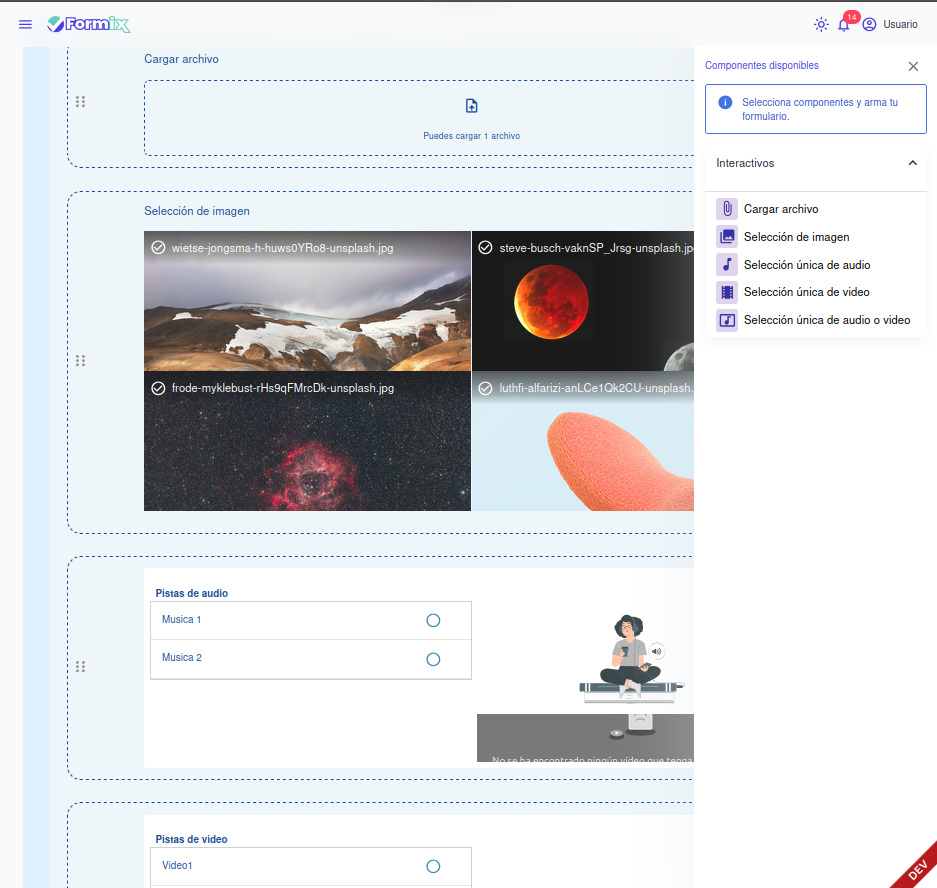 Formix
14
Usuario
Cargar archivo
Puedes cargar 1 archivo
Selección de imagen
wietse-jongsma-h-huws0YRo8-unsplash.jpg
steve-busch-vaknSP_Jrsg-unsplash.jp
frode-myklebust-rHs9qFMrcDk-unsplash.jpg
luthfi-alfarizi-anLCe1Qk2CU-unsplash.
Pistas de audio
Musica 1
Musica 2
No se ha encontrado ningún vídeo que tenga
Pistas de video
Video1
Componentes disponibles
Selecciona componentes y arma tu
formulario.
Interactivos
Cargar archivo
Selección de imagen
Selección única de audio
Selección única de video
Selección única de audio o video
DEV